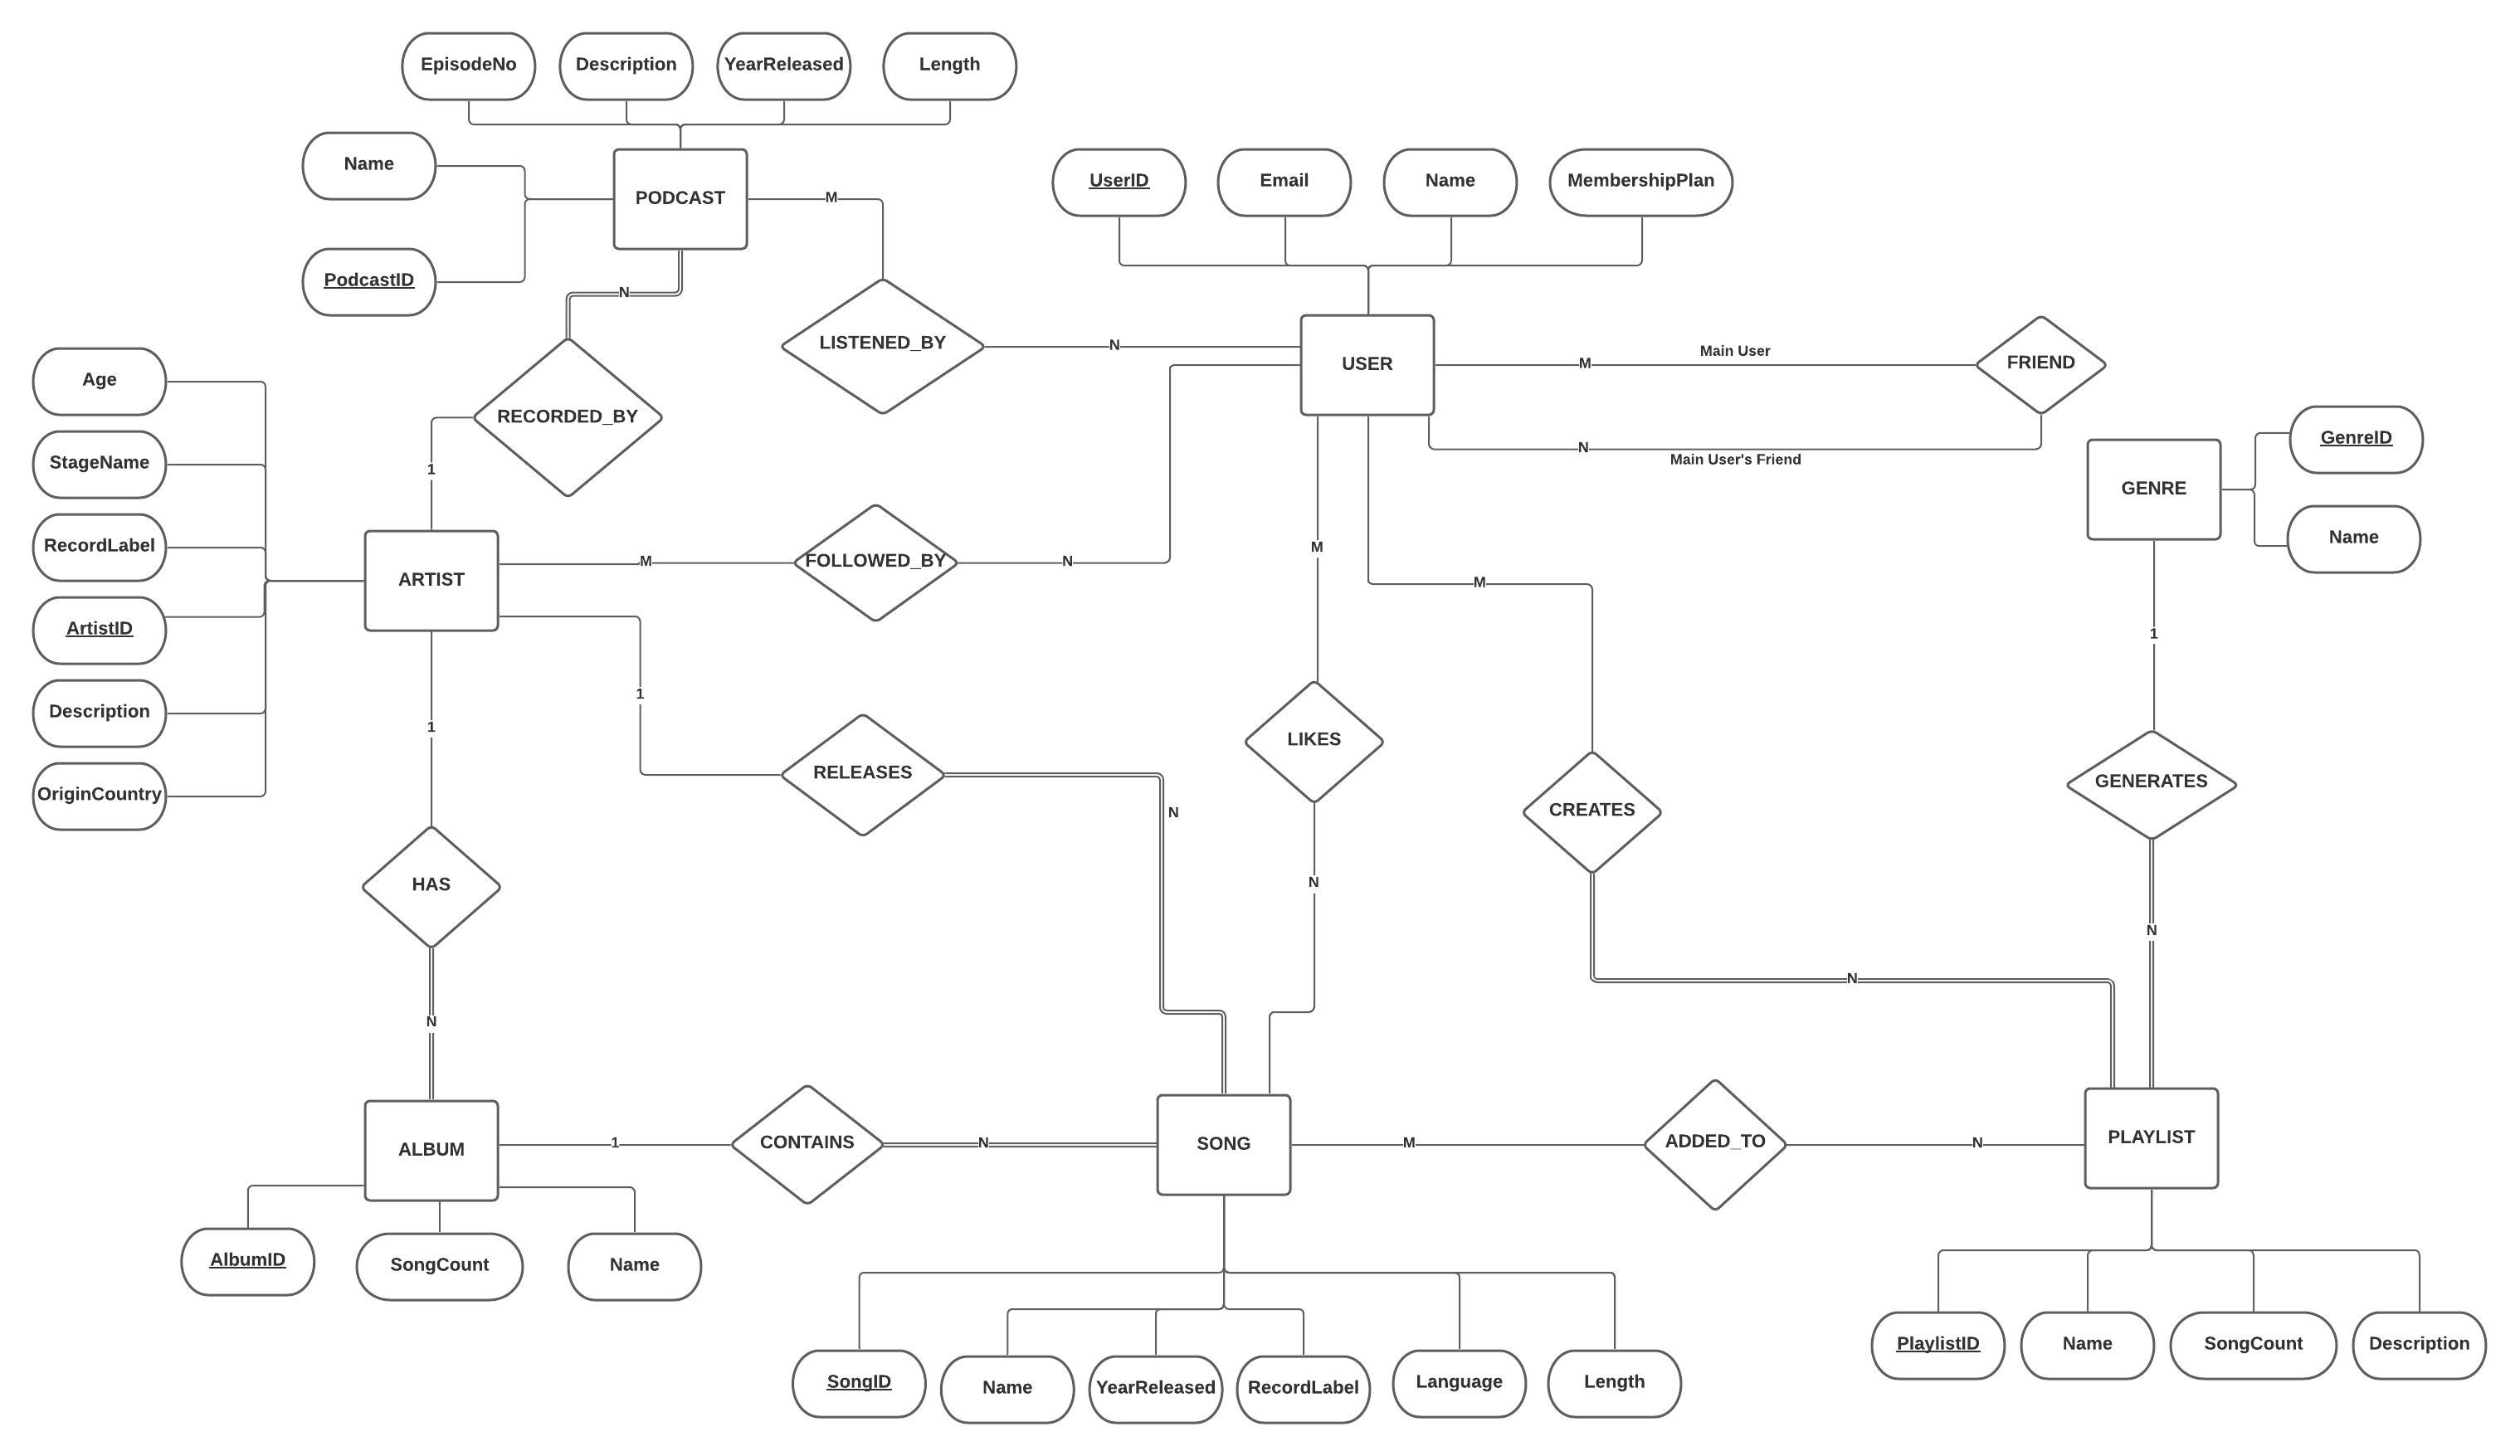 EpisodeNo
Description
YearReleased
Length
Name
PODCAST
PodcastID
M
N
UserID
Email
Name
MembershipPlan
LISTENED_BY
N
USER
Main User
M
FRIEND
N
Main User's Friend
RECORDED_BY
1
Age
StageName
RecordLabel
ArtistID
Description
OriginCountry
ARTIST
M
FOLLOWED_BY
N
GENRE
GenreID
Name
M
M
1
1
1
RELEASES
N
LIKES
N
CREATES
N
GENERATES
N
HAS
N
ALBUM
1
CONTAINS
N
SONG
M
ADDED_TO
N
PLAYLIST
AlbumID
SongCount
Name
SongID
Name
YearReleased
RecordLabel
Language
Length
PlaylistID
Name
SongCount
Description